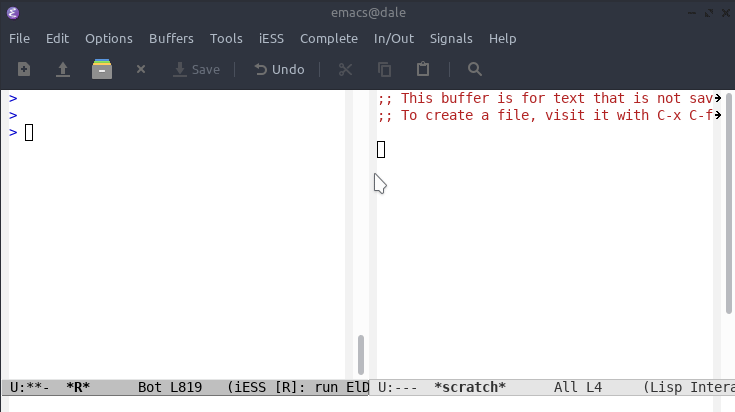 emacs@dale
File Edit Options Buffers Tools iESS Complete In/Out Signals Help
Save Undo
>
>
>
;; This buffer is for text that is not sav
;; To create a file, visit it with C-x C-f
U:**- *R* Bot L819 (iESS [R]: run ElD
U:--- *scratch* All L4 (Lisp Intera